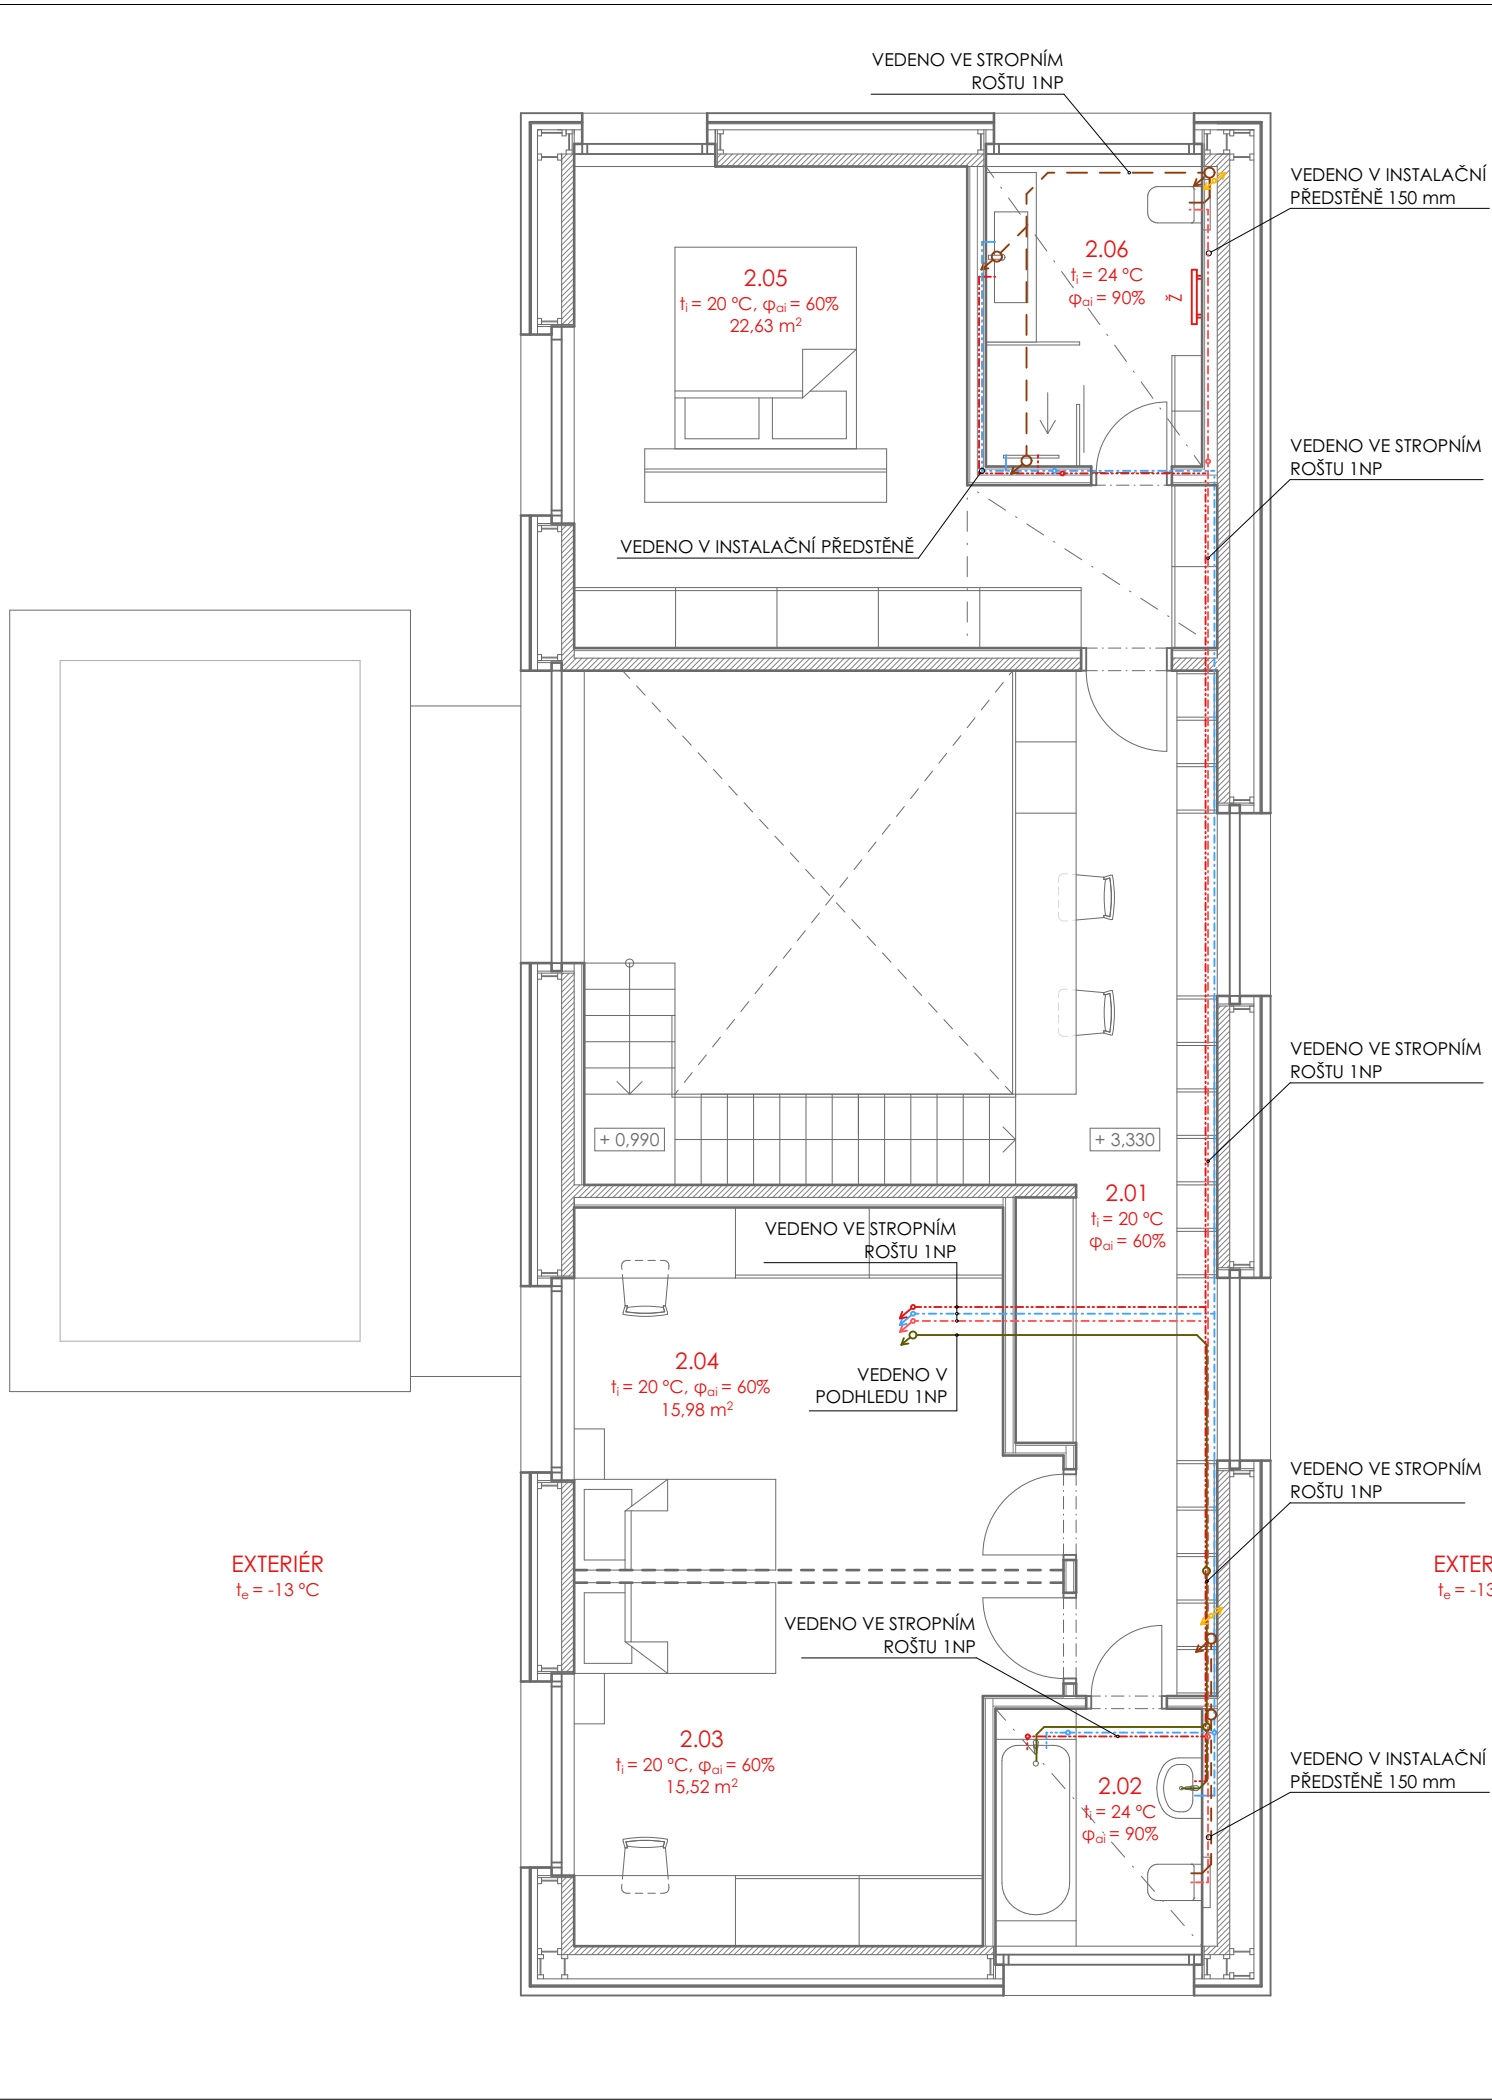 VEDENO VE STROPNÍM
ROŠTU 1NP
VEDENO V INSTALAČNÍ
PŘEDSTĚNĚ 150 mm
2.06
tᵢ = 24 °C
φₐᵢ = 90%
Ž
2.05
tᵢ = 20 °C, φₐᵢ = 60%
22,63 m²
VEDENO VE STROPNÍM
ROŠTU 1NP
VEDENO V INSTALAČNÍ PŘEDSTĚNĚ
VEDENO VE STROPNÍM
ROŠTU 1NP
+ 0,990
+ 3,330
2.01
tᵢ = 20 °C
φₐᵢ = 60%
VEDENO VE STROPNÍM
ROŠTU 1NP
2.04
tᵢ = 20 °C, φₐᵢ = 60%
15,98 m²
VEDENO V
PODHLEDU 1NP
VEDENO VE STROPNÍM
ROŠTU 1NP
EXTERIÉR
tₑ = -13 °C
EXTER
tₑ = -13
VEDENO VE STROPNÍM
ROŠTU 1NP
2.03
tᵢ = 20 °C, φₐᵢ = 60%
15,52 m²
2.02
tᵢ = 24 °C
φₐᵢ = 90%
VEDENO V INSTALAČNÍ
PŘEDSTĚNĚ 150 mm